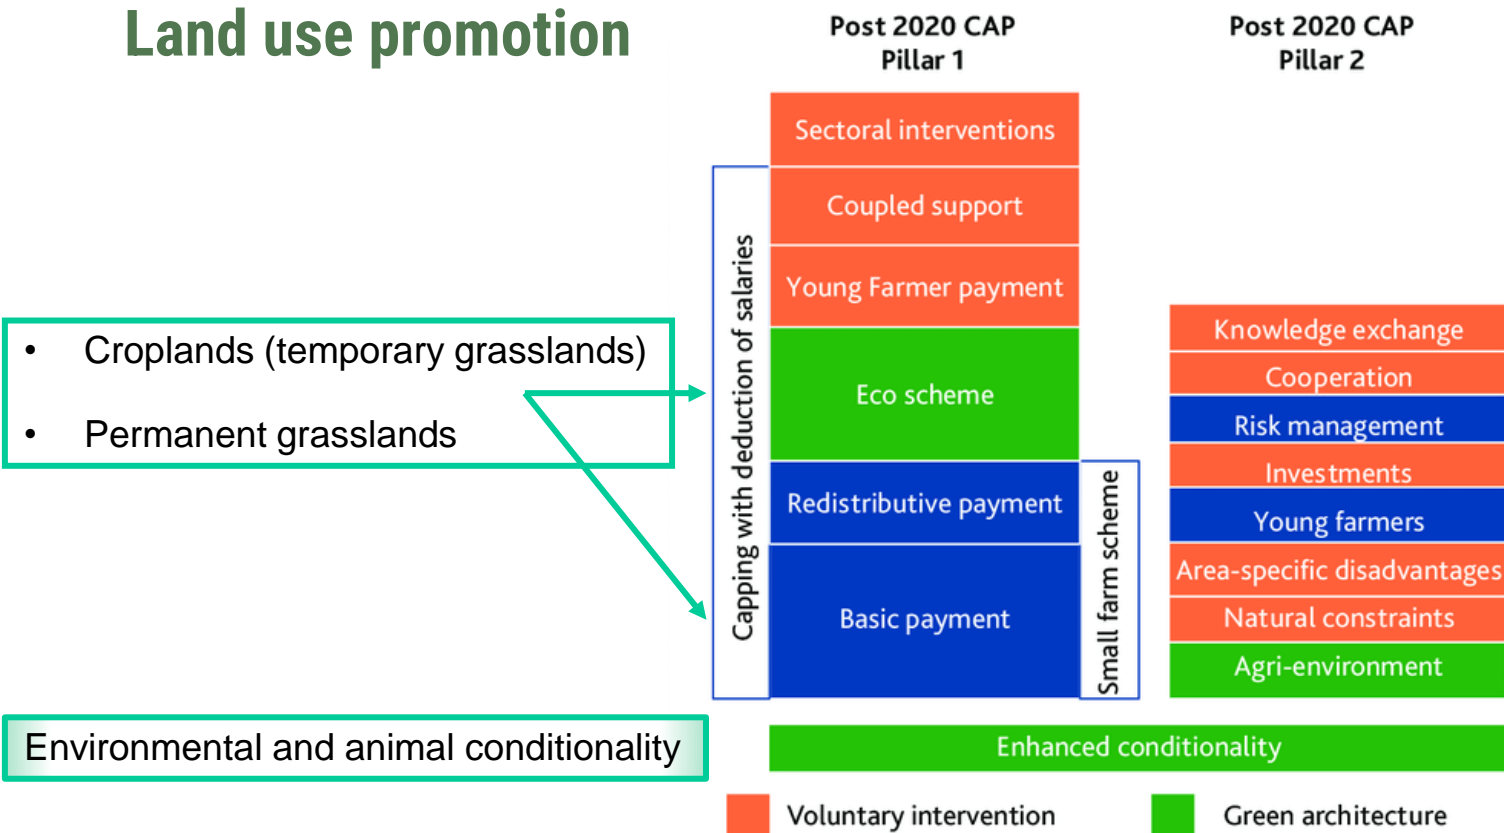 Land use promotion
Post 2020 CAP
Pillar 1
Post 2020 CAP
Pillar 2
• Croplands (temporary grasslands)
• Permanent grasslands
Environmental and animal conditionality
Capping with deduction of salaries
Sectoral interventions
Coupled support
Young Farmer payment
Eco scheme
Redistributive payment
Basic payment
Small farm scheme
Knowledge exchange
Cooperation
Risk management
Investments
Young farmers
Area-specific disadvantages
Natural constraints
Agri-environment
Enhanced conditionality
Voluntary intervention
Green architecture